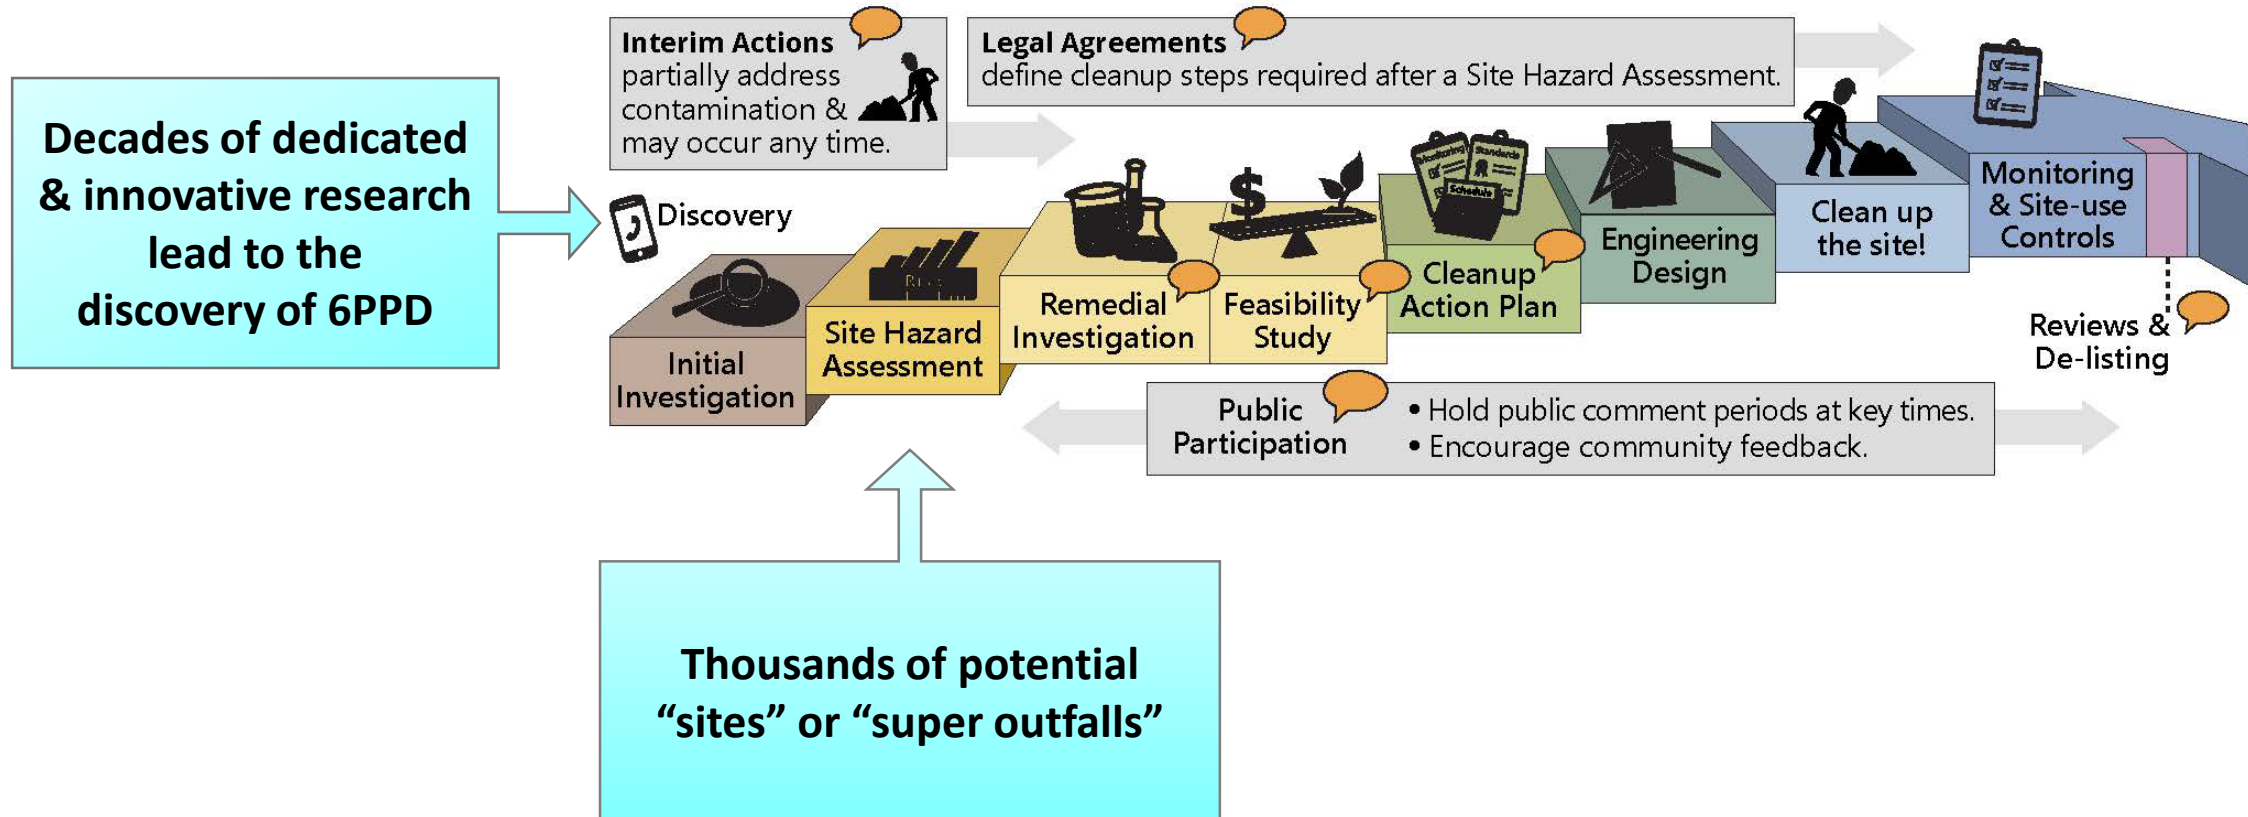 Interim Actions
partially address
contamination &
may occur any time.
Legal Agreements
define cleanup steps required after a Site Hazard Assessment.
Decades of dedicated
& innovative research
lead to the
discovery of 6PPD
Discovery
Initial
Investigation
Site Hazard
Assessment
Remedial
Investigation
Feasibility
Study
$
Monitoring
Standards
Schedule
Cleanup
Action Plan
Engineering
Design
Clean up
the site!
Monitoring
& Site-use
Controls
Reviews &
De-listing
Public
Participation
• Hold public comment periods at key times.
• Encourage community feedback.
Thousands of potential
“sites” or “super outfalls”